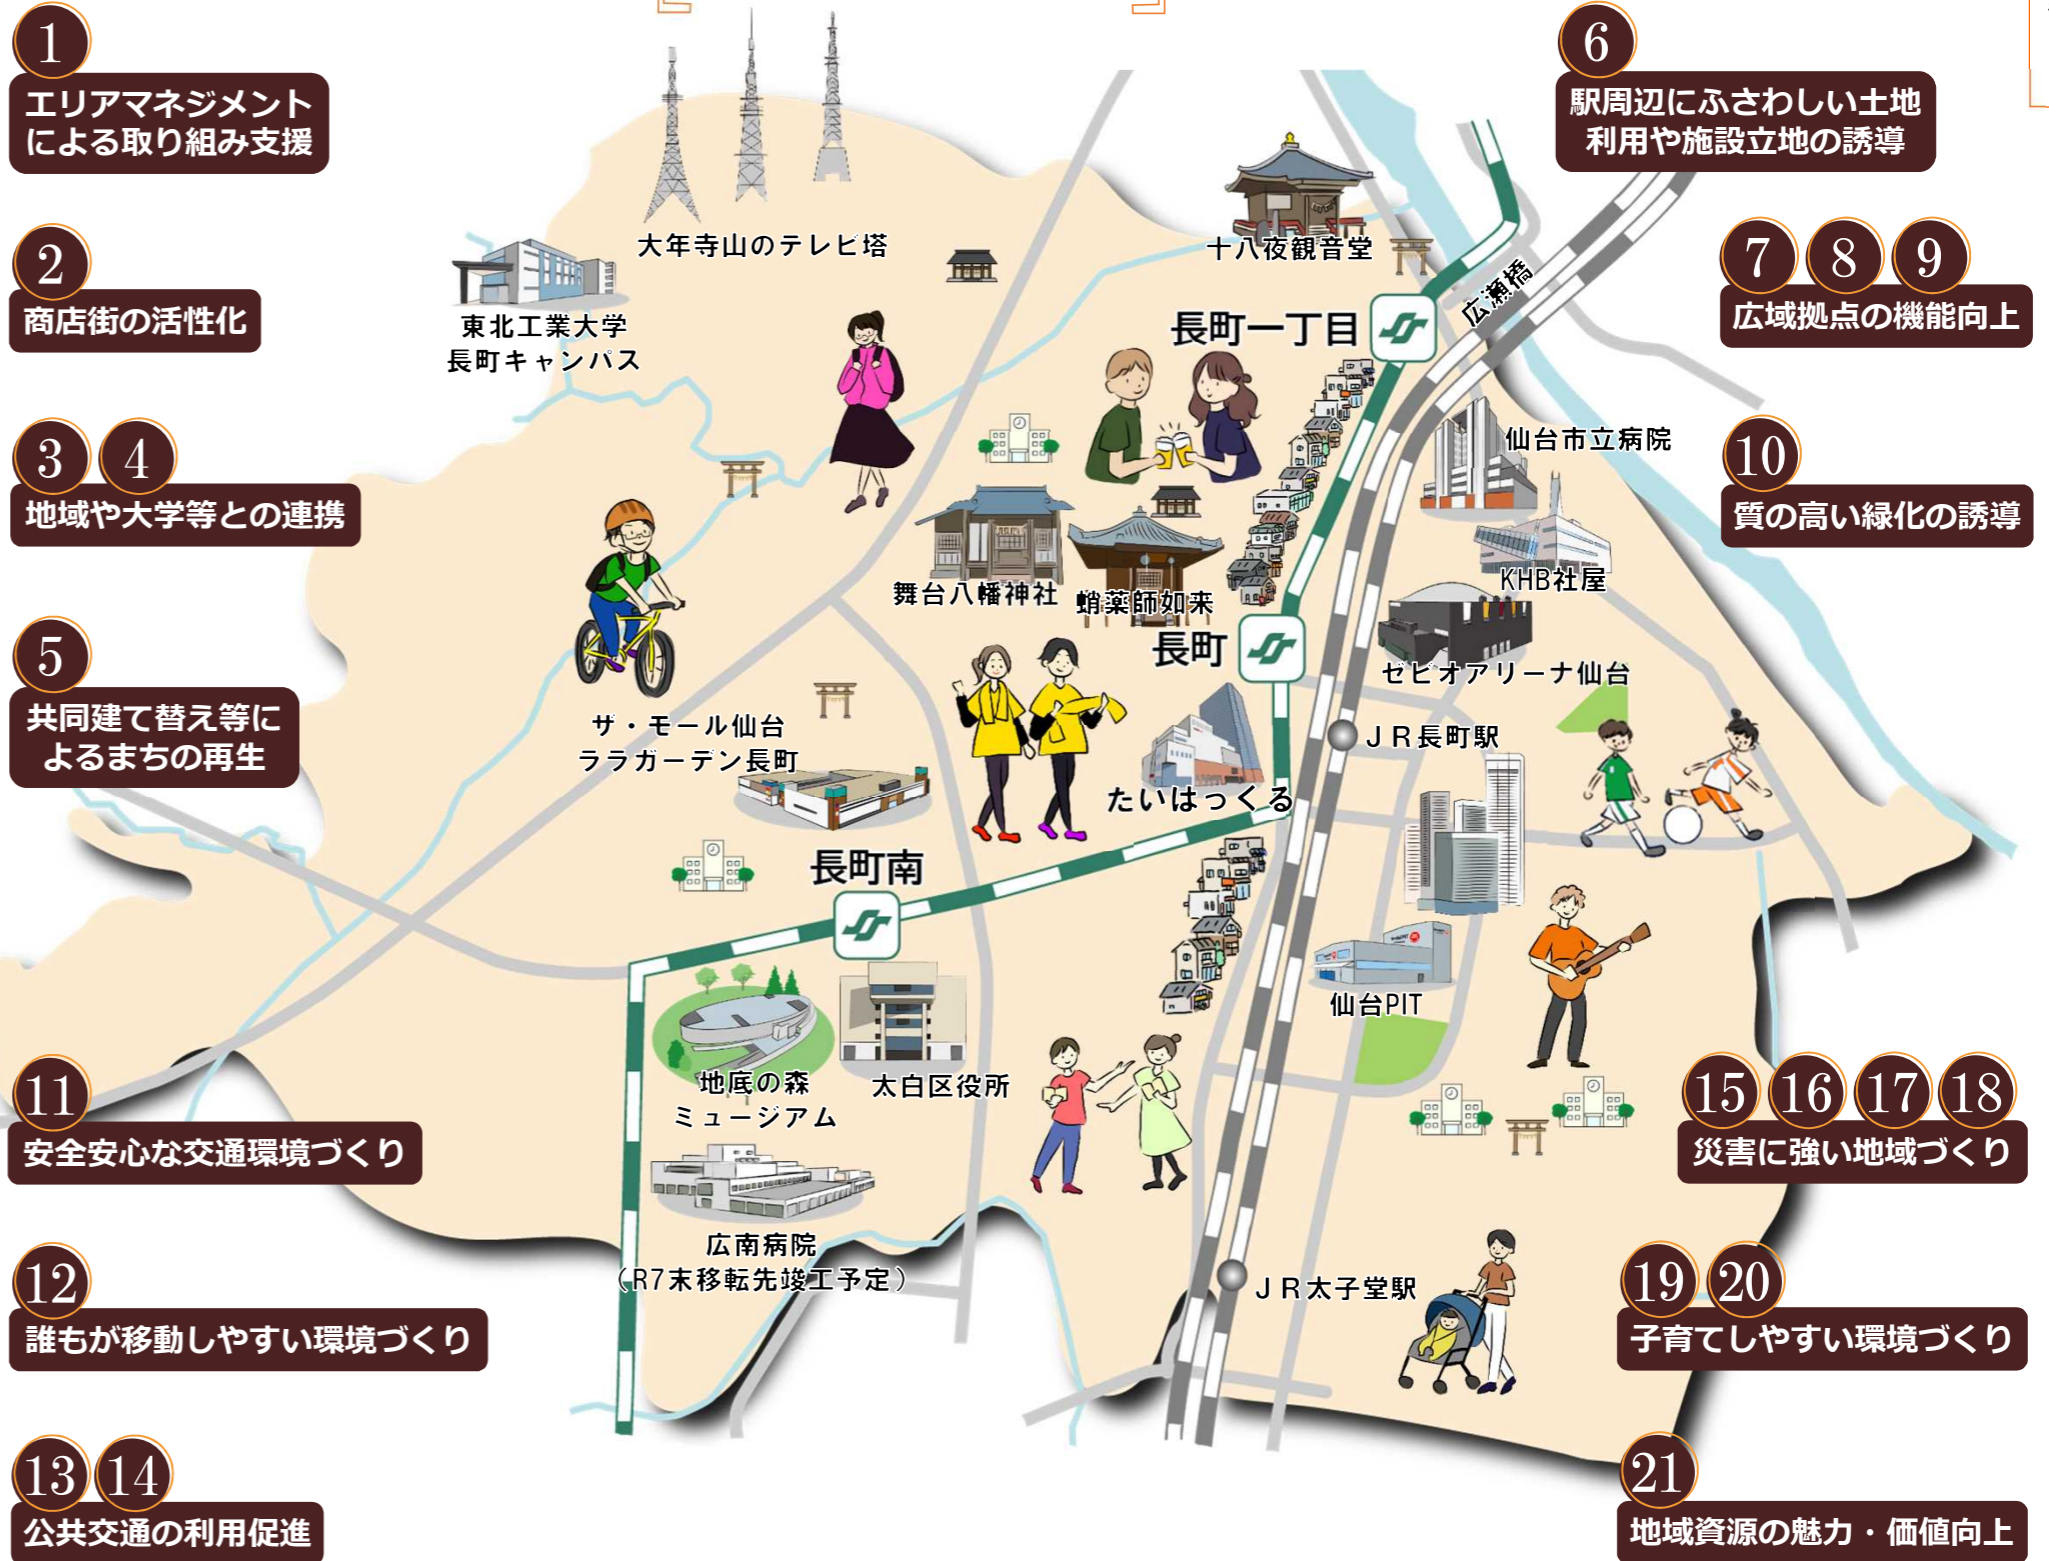 1
エリアマネジメント
による取り組み支援
2
商店街の活性化
3 4
地域や大学等との連携
5
共同建て替え等に
よるまちの再生
6
駅周辺にふさわしい土地
利用や施設立地の誘導
7 8 9
広域拠点の機能向上
10
質の高い緑化の誘導
大年寺山のテレビ塔
東北工業大学
長町キャンパス
十八夜観音堂
広瀬橋
長町一丁目
仙台市立病院
KHB社屋
舞台八幡神社
蛸薬師如来
長町
ゼビオアリーナ仙台
ザ・モール仙台
ララガーデン長町
JR長町駅
たいはっくる
長町南
仙台PIT
地底の森
ミュージアム
太白区役所
広南病院
（R7末移転先竣工予定）
JR太子堂駅
11
安全安心な交通環境づくり
12
誰もが移動しやすい環境づくり
13 14
公共交通の利用促進
15 16 17 18
災害に強い地域づくり
19 20
子育てしやすい環境づくり
21
地域資源の魅力・価値向上